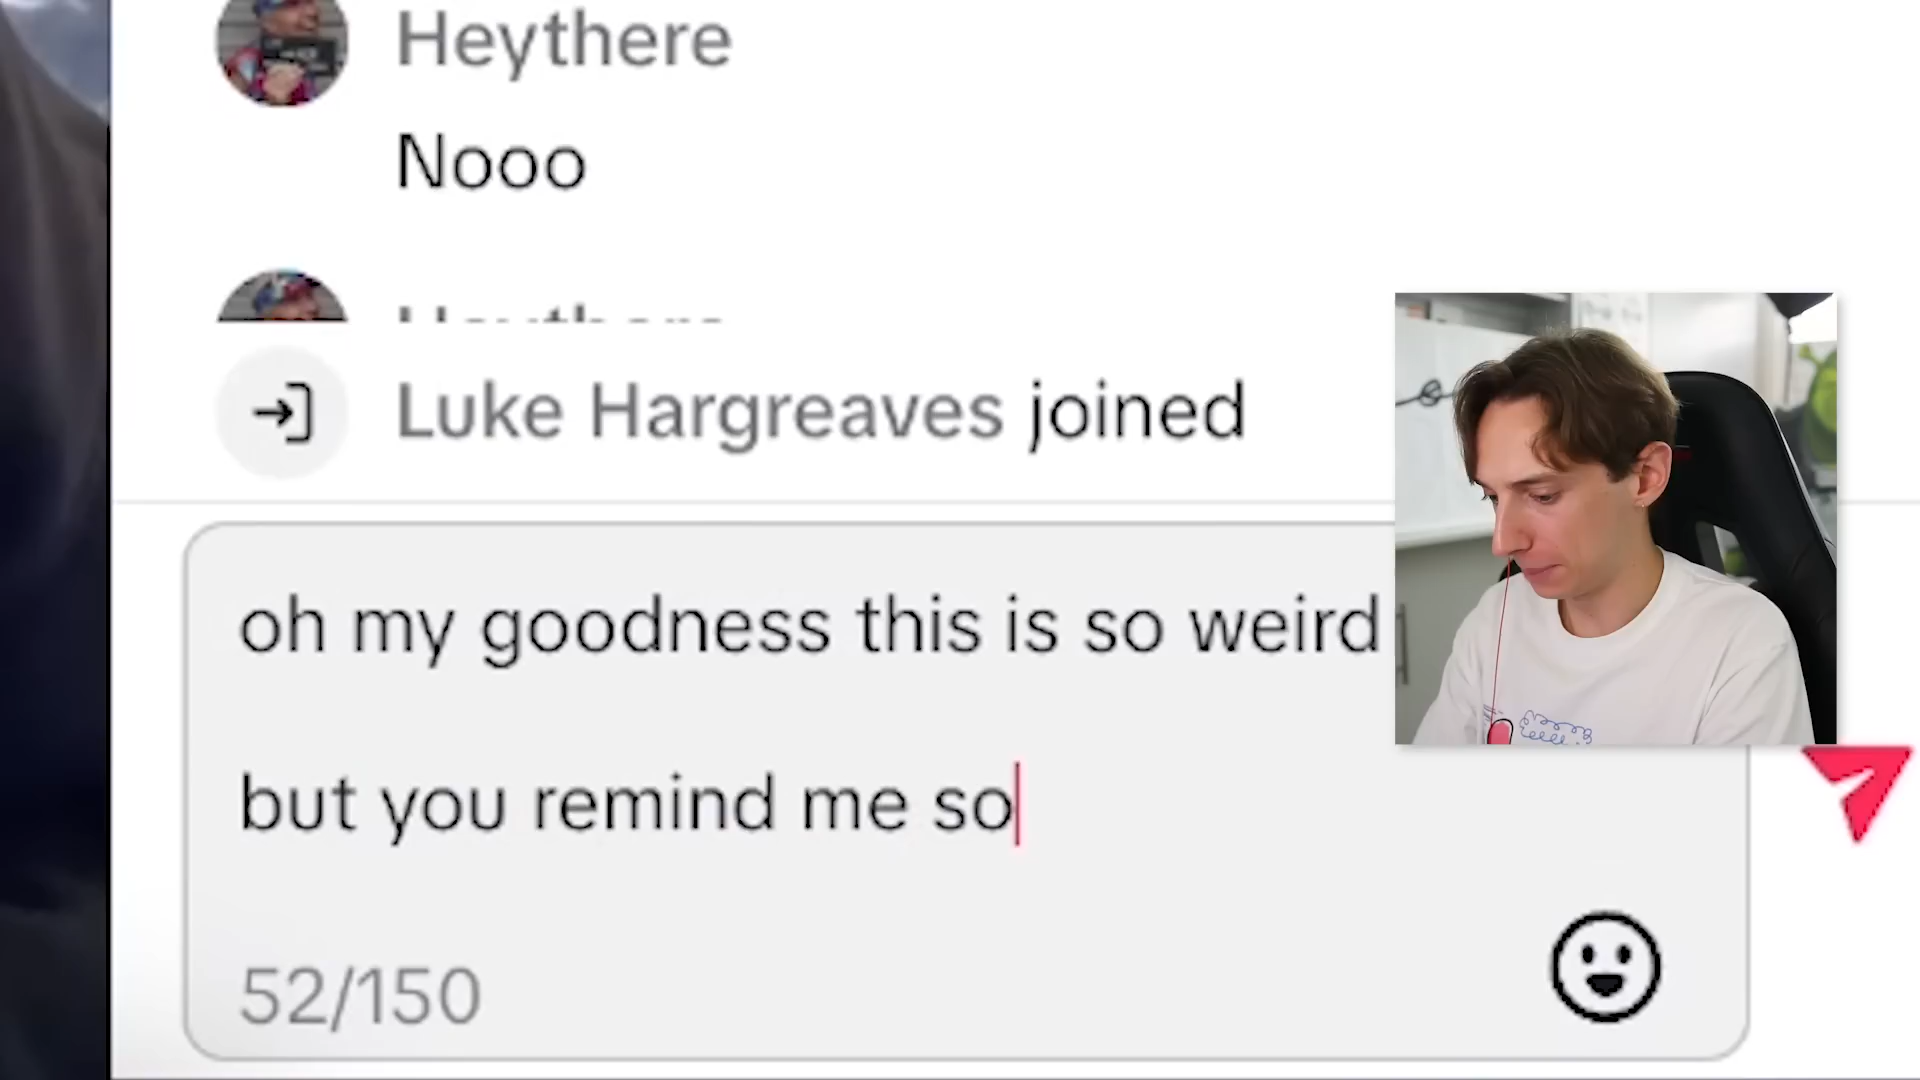 Heythere
Nooo
Heythere
Luke Hargreaves joined
oh my goodness this is so weird
but you remind me so
52/150